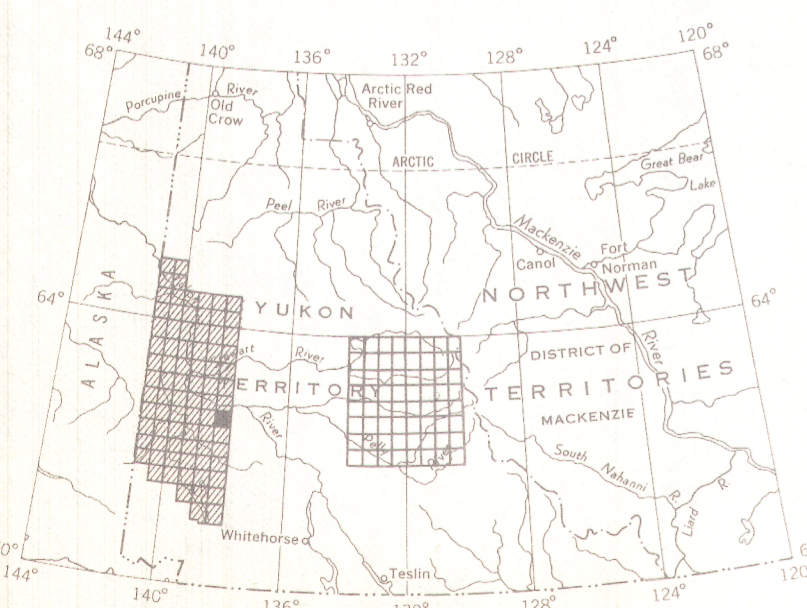 144° 140° 136° 132° 128° 124° 120°
68° 68°
Porcupine River
Old
Crow
Arctic Red
River
ARCTIC CIRCLE
Great Bear
Lake
Peel River
Mackenzie
Canol
Fort
Norman
64° YUKON NORTHWEST 64°
ALASKA
River
DISTRICT OF
River
TERRITORY TERRITORIES
MACKENZIE
River
Pelly
River
South
Nahanni
R.
R.
Liard
Whitehorse
Teslin
144° 140° 136° 128° 124°